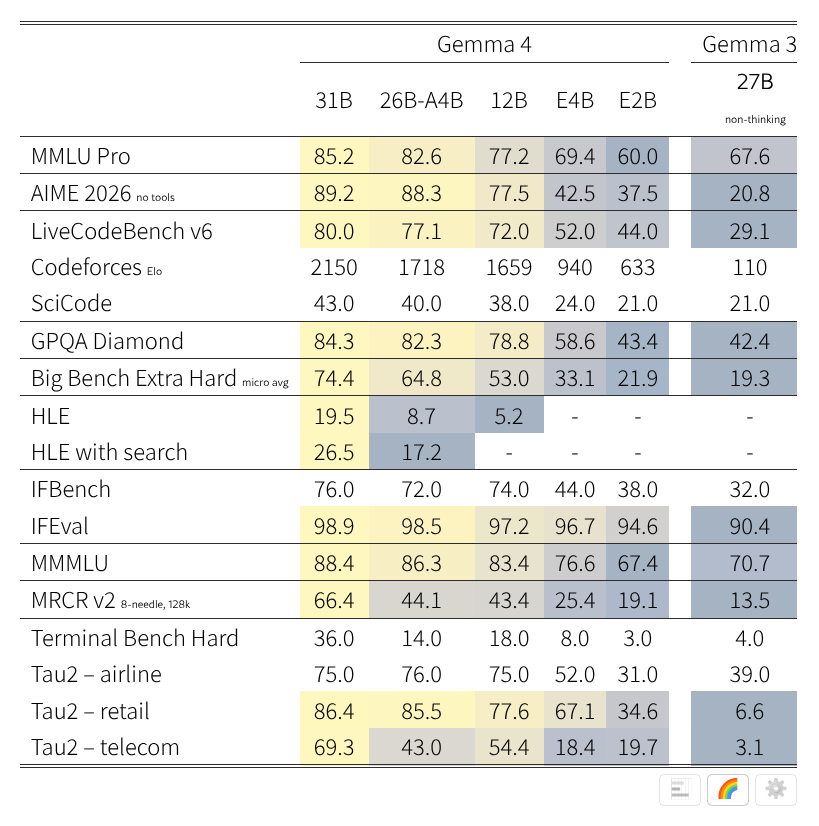 Gemma 4 Gemma 3
31B 26B-A4B 12B E4B E2B 27B
non-thinking
MMLU Pro 85.2 82.6 77.2 69.4 60.0 67.6
AIME 2026 no tools 89.2 88.3 77.5 42.5 37.5 20.8
LiveCodeBench v6 80.0 77.1 72.0 52.0 44.0 29.1
Codeforces Elo 2150 1718 1659 940 633 110
SciCode 43.0 40.0 38.0 24.0 21.0 21.0
GPQA Diamond 84.3 82.3 78.8 58.6 43.4 42.4
Big Bench Extra Hard micro avg 74.4 64.8 53.0 33.1 21.9 19.3
HLE 19.5 8.7 5.2 - - -
HLE with search 26.5 17.2 - - - -
IFBench 76.0 72.0 74.0 44.0 38.0 32.0
IFEval 98.9 98.5 97.2 96.7 94.6 90.4
MMMLU 88.4 86.3 83.4 76.6 67.4 70.7
MRCR v2 8-needle, 128k 66.4 44.1 43.4 25.4 19.1 13.5
Terminal Bench Hard 36.0 14.0 18.0 8.0 3.0 4.0
Tau2 – airline 75.0 76.0 75.0 52.0 31.0 39.0
Tau2 – retail 86.4 85.5 77.6 67.1 34.6 6.6
Tau2 – telecom 69.3 43.0 54.4 18.4 19.7 3.1